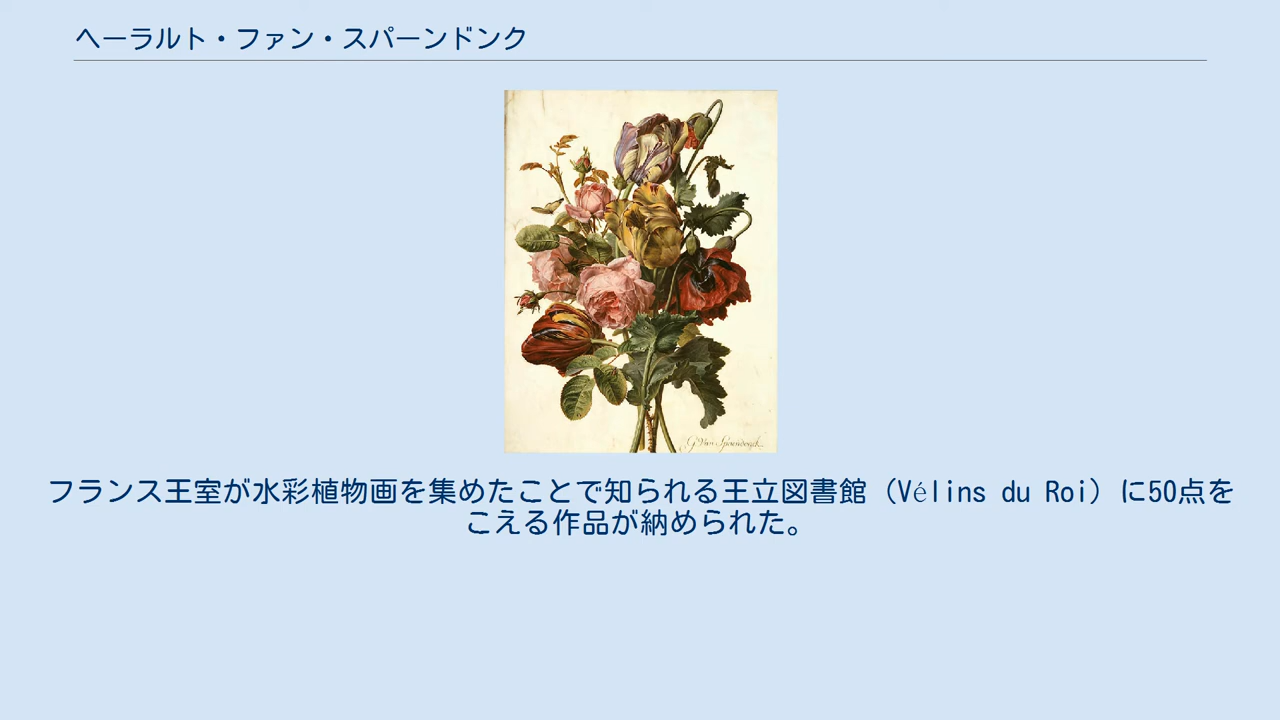 ヘーラルト・ファン・スパーンドンク
G. Van Spaendonck
フランス王室が水彩植物画を集めたことで知られる王立図書館（Vélins du Roi）に50点を
こえる作品が納められた。